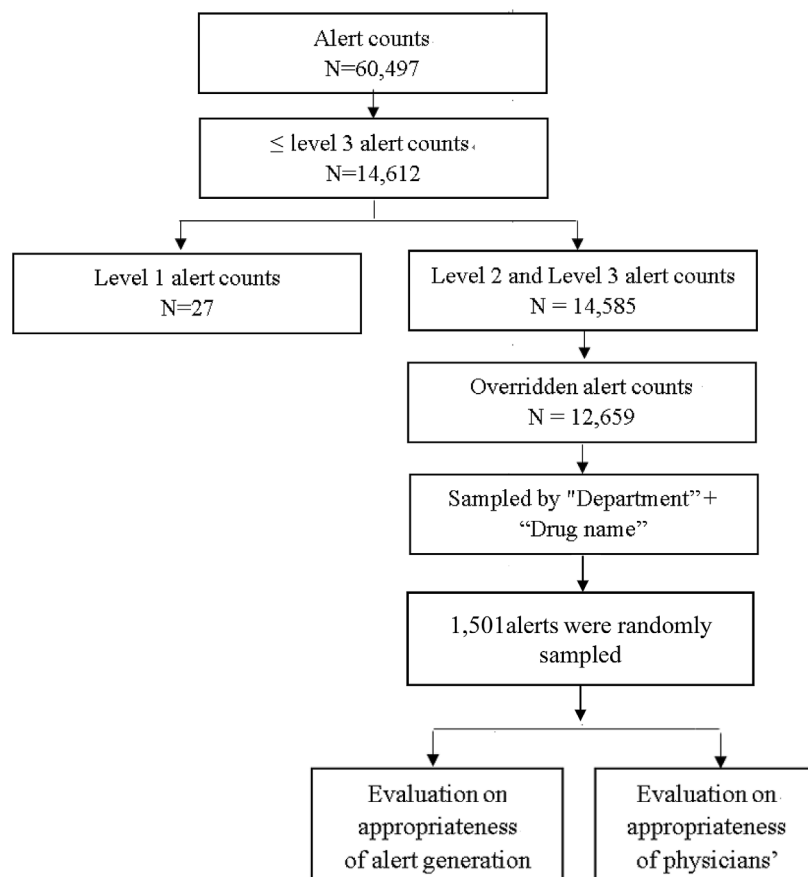 Alert counts
N=60,497
≤ level 3 alert counts
N=14,612
Level 1 alert counts
N=27
Level 2 and Level 3 alert counts
N = 14,585
Overridden alert counts
N = 12,659
Sampled by "Department” +
“Drug name”
1,501alerts were randomly
sampled
Evaluation on
appropriateness
of alert generation
Evaluation on
appropriateness
of physicians’